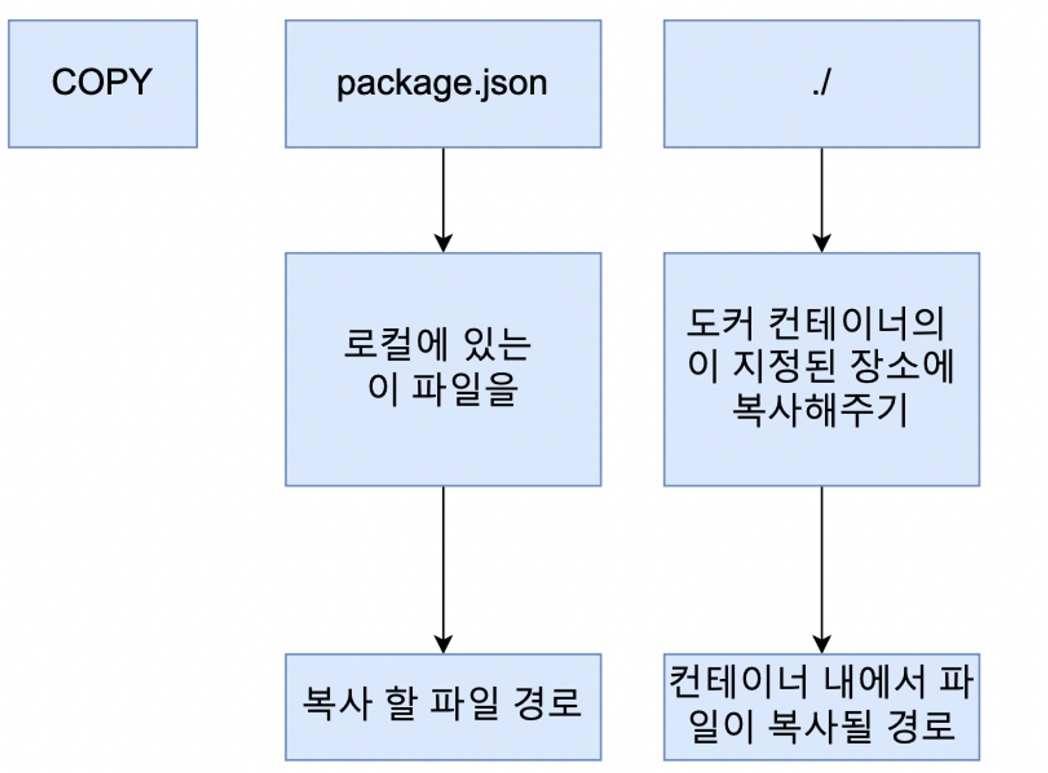 COPY
package.json
./
로컬에 있는
이 파일을
도커 컨테이너의
이 지정된 장소에
복사해주기
복사 할 파일 경로
컨테이너 내에서 파
일이 복사될 경로